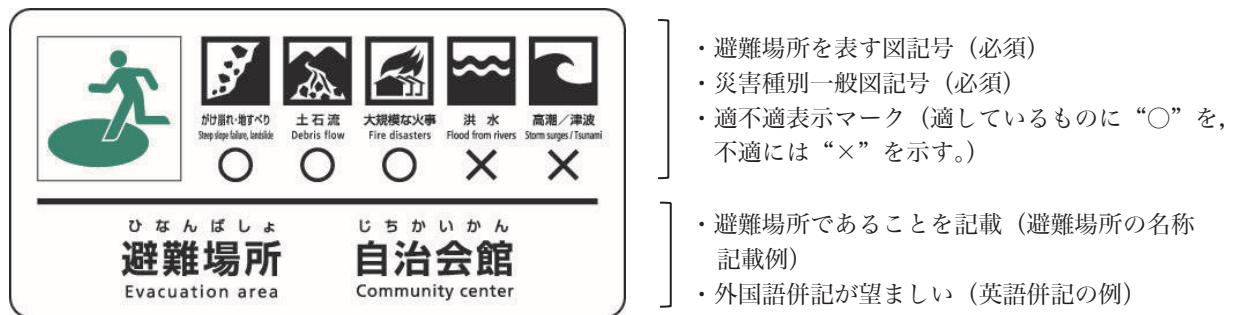 がけ崩れ・地すべり
Steep slope failure, landslide
○
土石流
Debris flow
○
大規模な火事
Fire disasters
○
洪水
Flood from rivers
×
高潮／津波
Storm surges / Tsunami
×
ひなんばしょ
避難場所
Evacuation area
じちかいかん
自治会館
Community center
・避難場所を表す図記号（必須）
・災害種別一般図記号（必須）
・適不適表示マーク（適しているものに“○”を，
不適には“×”を示す。）
・避難場所であることを記載（避難場所の名称
記載例）
・外国語併記が望ましい（英語併記の例）